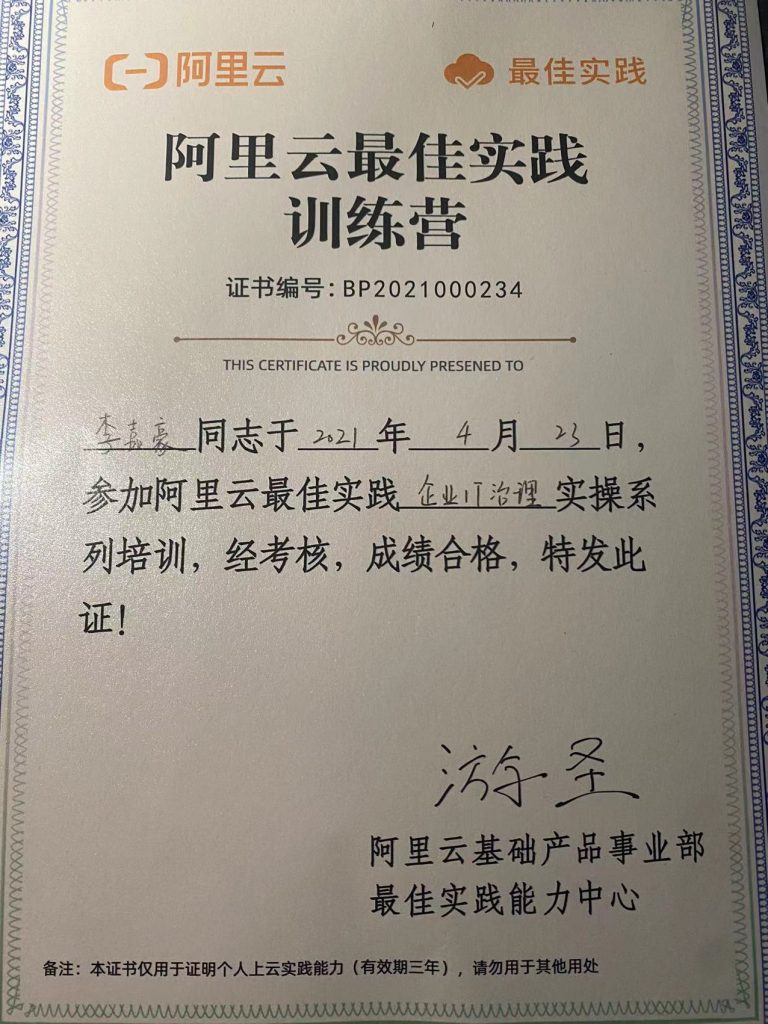 阿里云 最佳实践
阿里云最佳实践
训练营
证书编号：BP2021000234
THIS CERTIFICATE IS PROUDLY PRESENED TO
李嘉豪同志于2021年4月23日，
参加阿里云最佳实践企业IT治理实操系
列培训，经考核，成绩合格，特发此
证！
游圣
阿里云基础产品事业部
最佳实践能力中心
备注：本证书仅用于证明个人上云实践能力（有效期三年），请勿用于其他用处